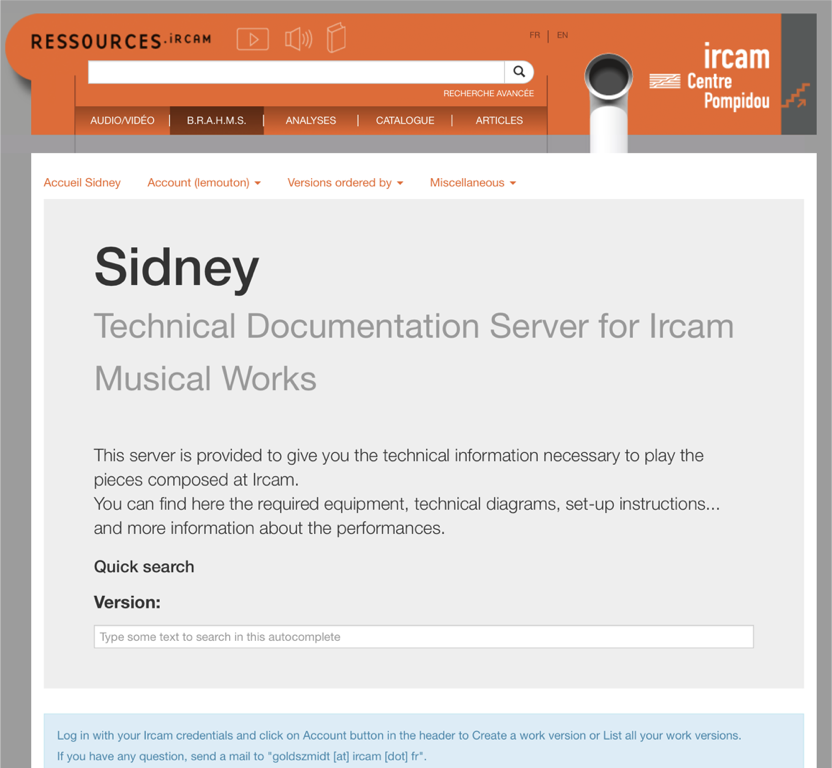 RESSOURCES.iRCAM
FR | EN
RECHERCHE AVANCÉE
ircam
Centre
Pompidou
AUDIO/VIDÉO | B.R.A.H.M.S. | ANALYSES | CATALOGUE | ARTICLES
Accueil Sidney Account (lemouton) Versions ordered by Miscellaneous
Sidney
Technical Documentation Server for Ircam
Musical Works
This server is provided to give you the technical information necessary to play the
pieces composed at Ircam.
You can find here the required equipment, technical diagrams, set-up instructions...
and more information about the performances.
Quick search
Version:
Type some text to search in this autocomplete
Log in with your Ircam credentials and click on Account button in the header to Create a work version or List all your work versions.
If you have any question, send a mail to "goldszmidt [at] ircam [dot] fr".